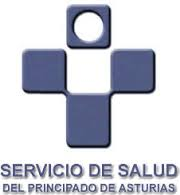 SERVICIO DE SALUD
DEL PRINCIPADO DE ASTURIAS